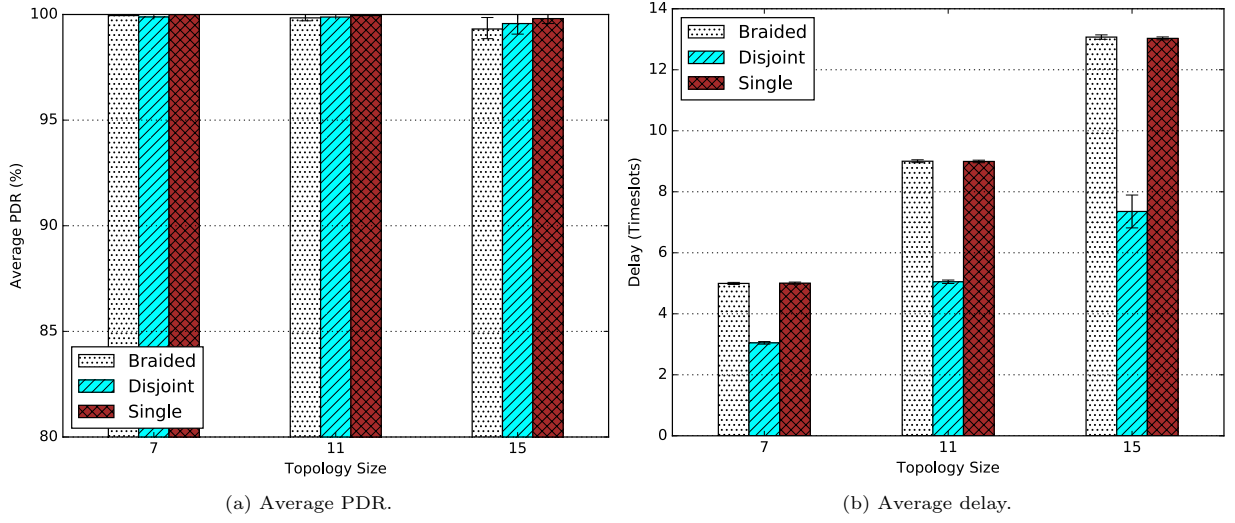 100
95
90
85
80
Average PDR (%)
Braided
Disjoint
Single
7
11
15
Topology Size
(a) Average PDR.
14
12
10
8
6
4
2
0
Delay (Timeslots)
Braided
Disjoint
Single
7
11
15
Topology Size
(b) Average delay.